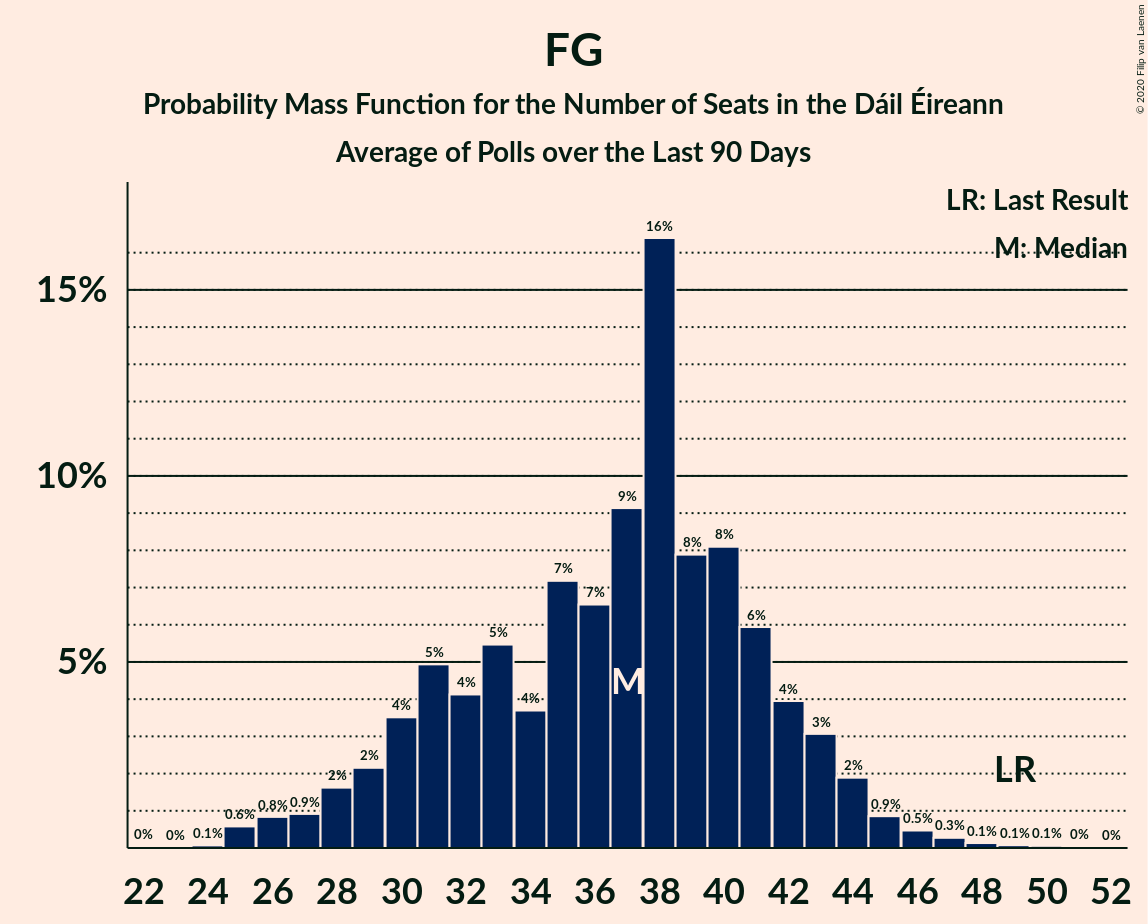 FG
Probability Mass Function for the Number of Seats in the Dáil Éireann
Average of Polls over the Last 90 Days
© 2020 Filip van Laenen
LR: Last Result
M: Median
15%
10%
5%
0% 0% 0.1% 0.6% 0.8% 0.9% 2% 2% 4% 5% 4% 5% 4% 7% 7% 9% 16% 8% 8% 6% 4% 3% 2% 0.9% 0.5% 0.3% 0.1% 0.1% 0.1% 0% 0%
M
LR
22 24 26 28 30 32 34 36 38 40 42 44 46 48 50 52